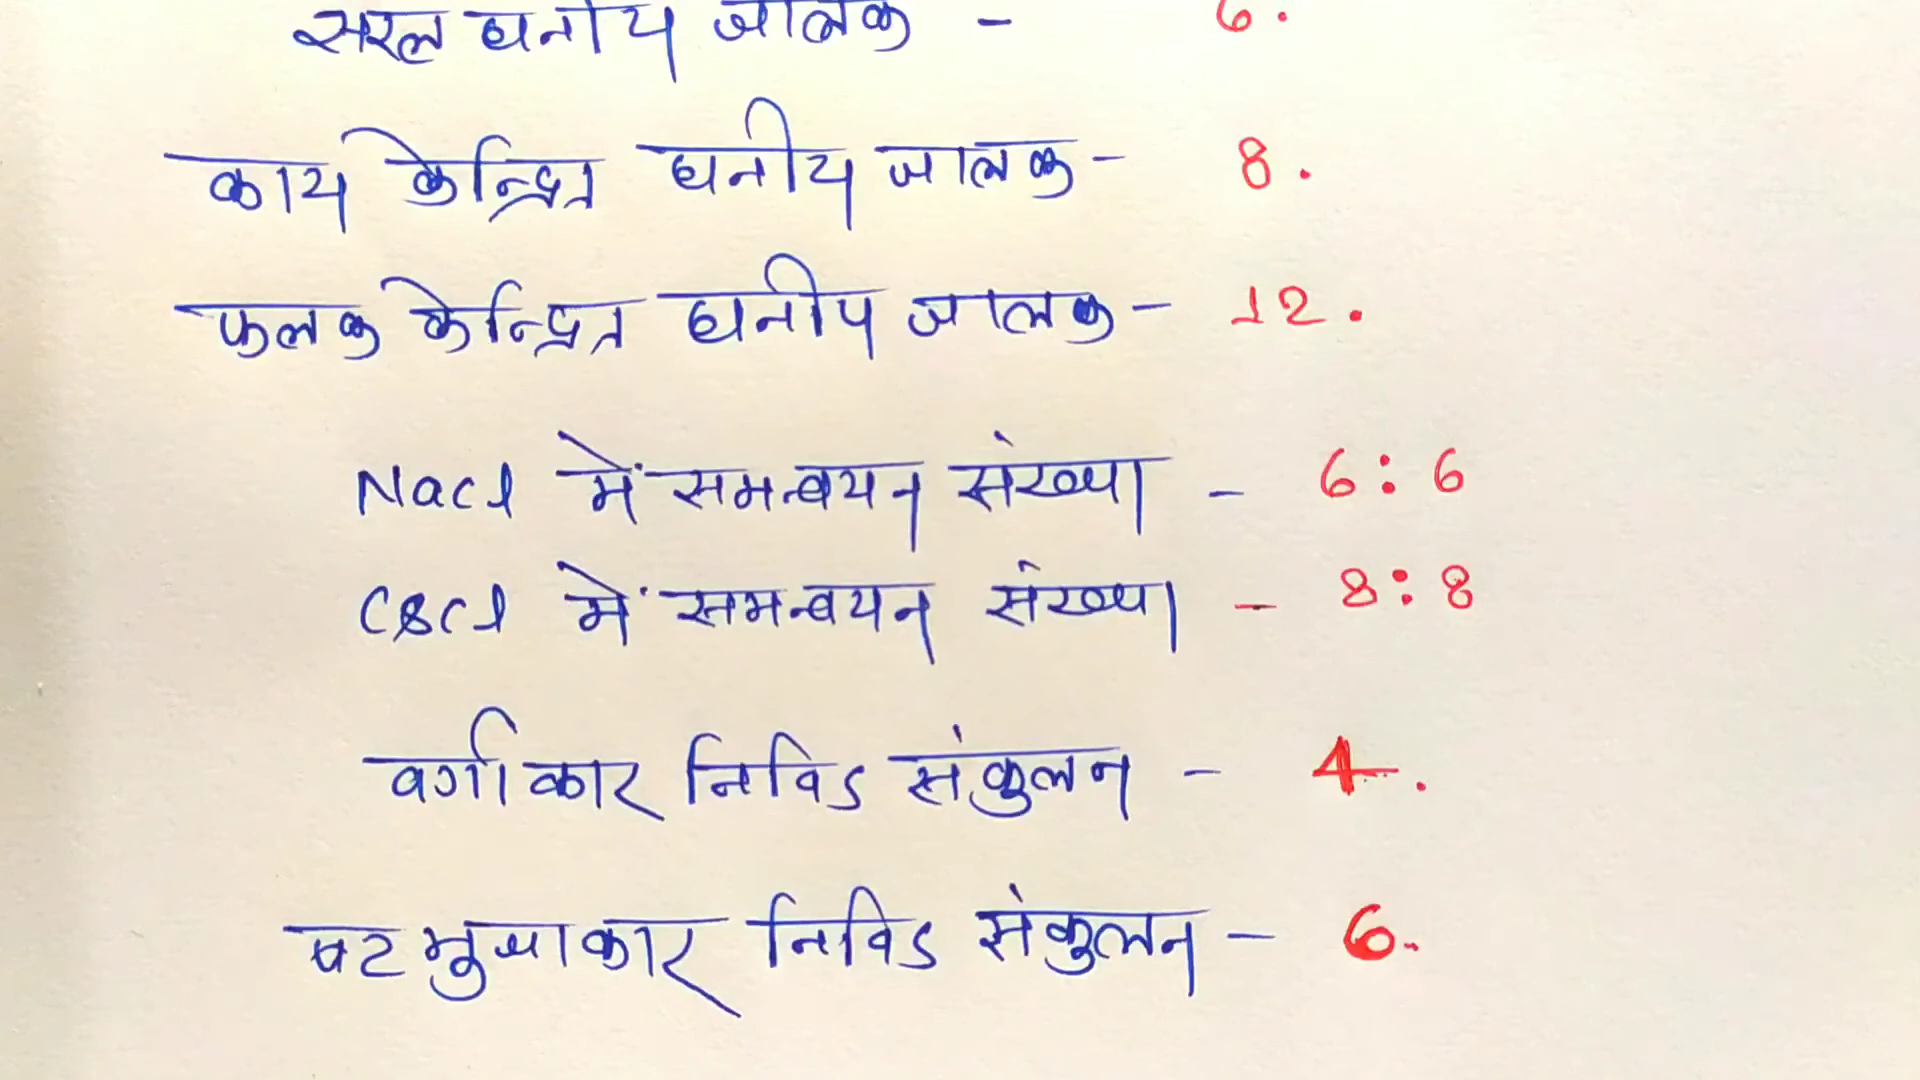 सरल घनीय जालक - 6.
काय केन्द्रित घनीय जालक - 8.
फलक केन्द्रित घनीय जालक - 12.
NaCl में समन्वयन संख्या - 6:6
CsCl में समन्वयन संख्या - 8:8
वर्गाकार निविड संकुलन - 4.
षटभुजाकार निविड संकुलन - 6.